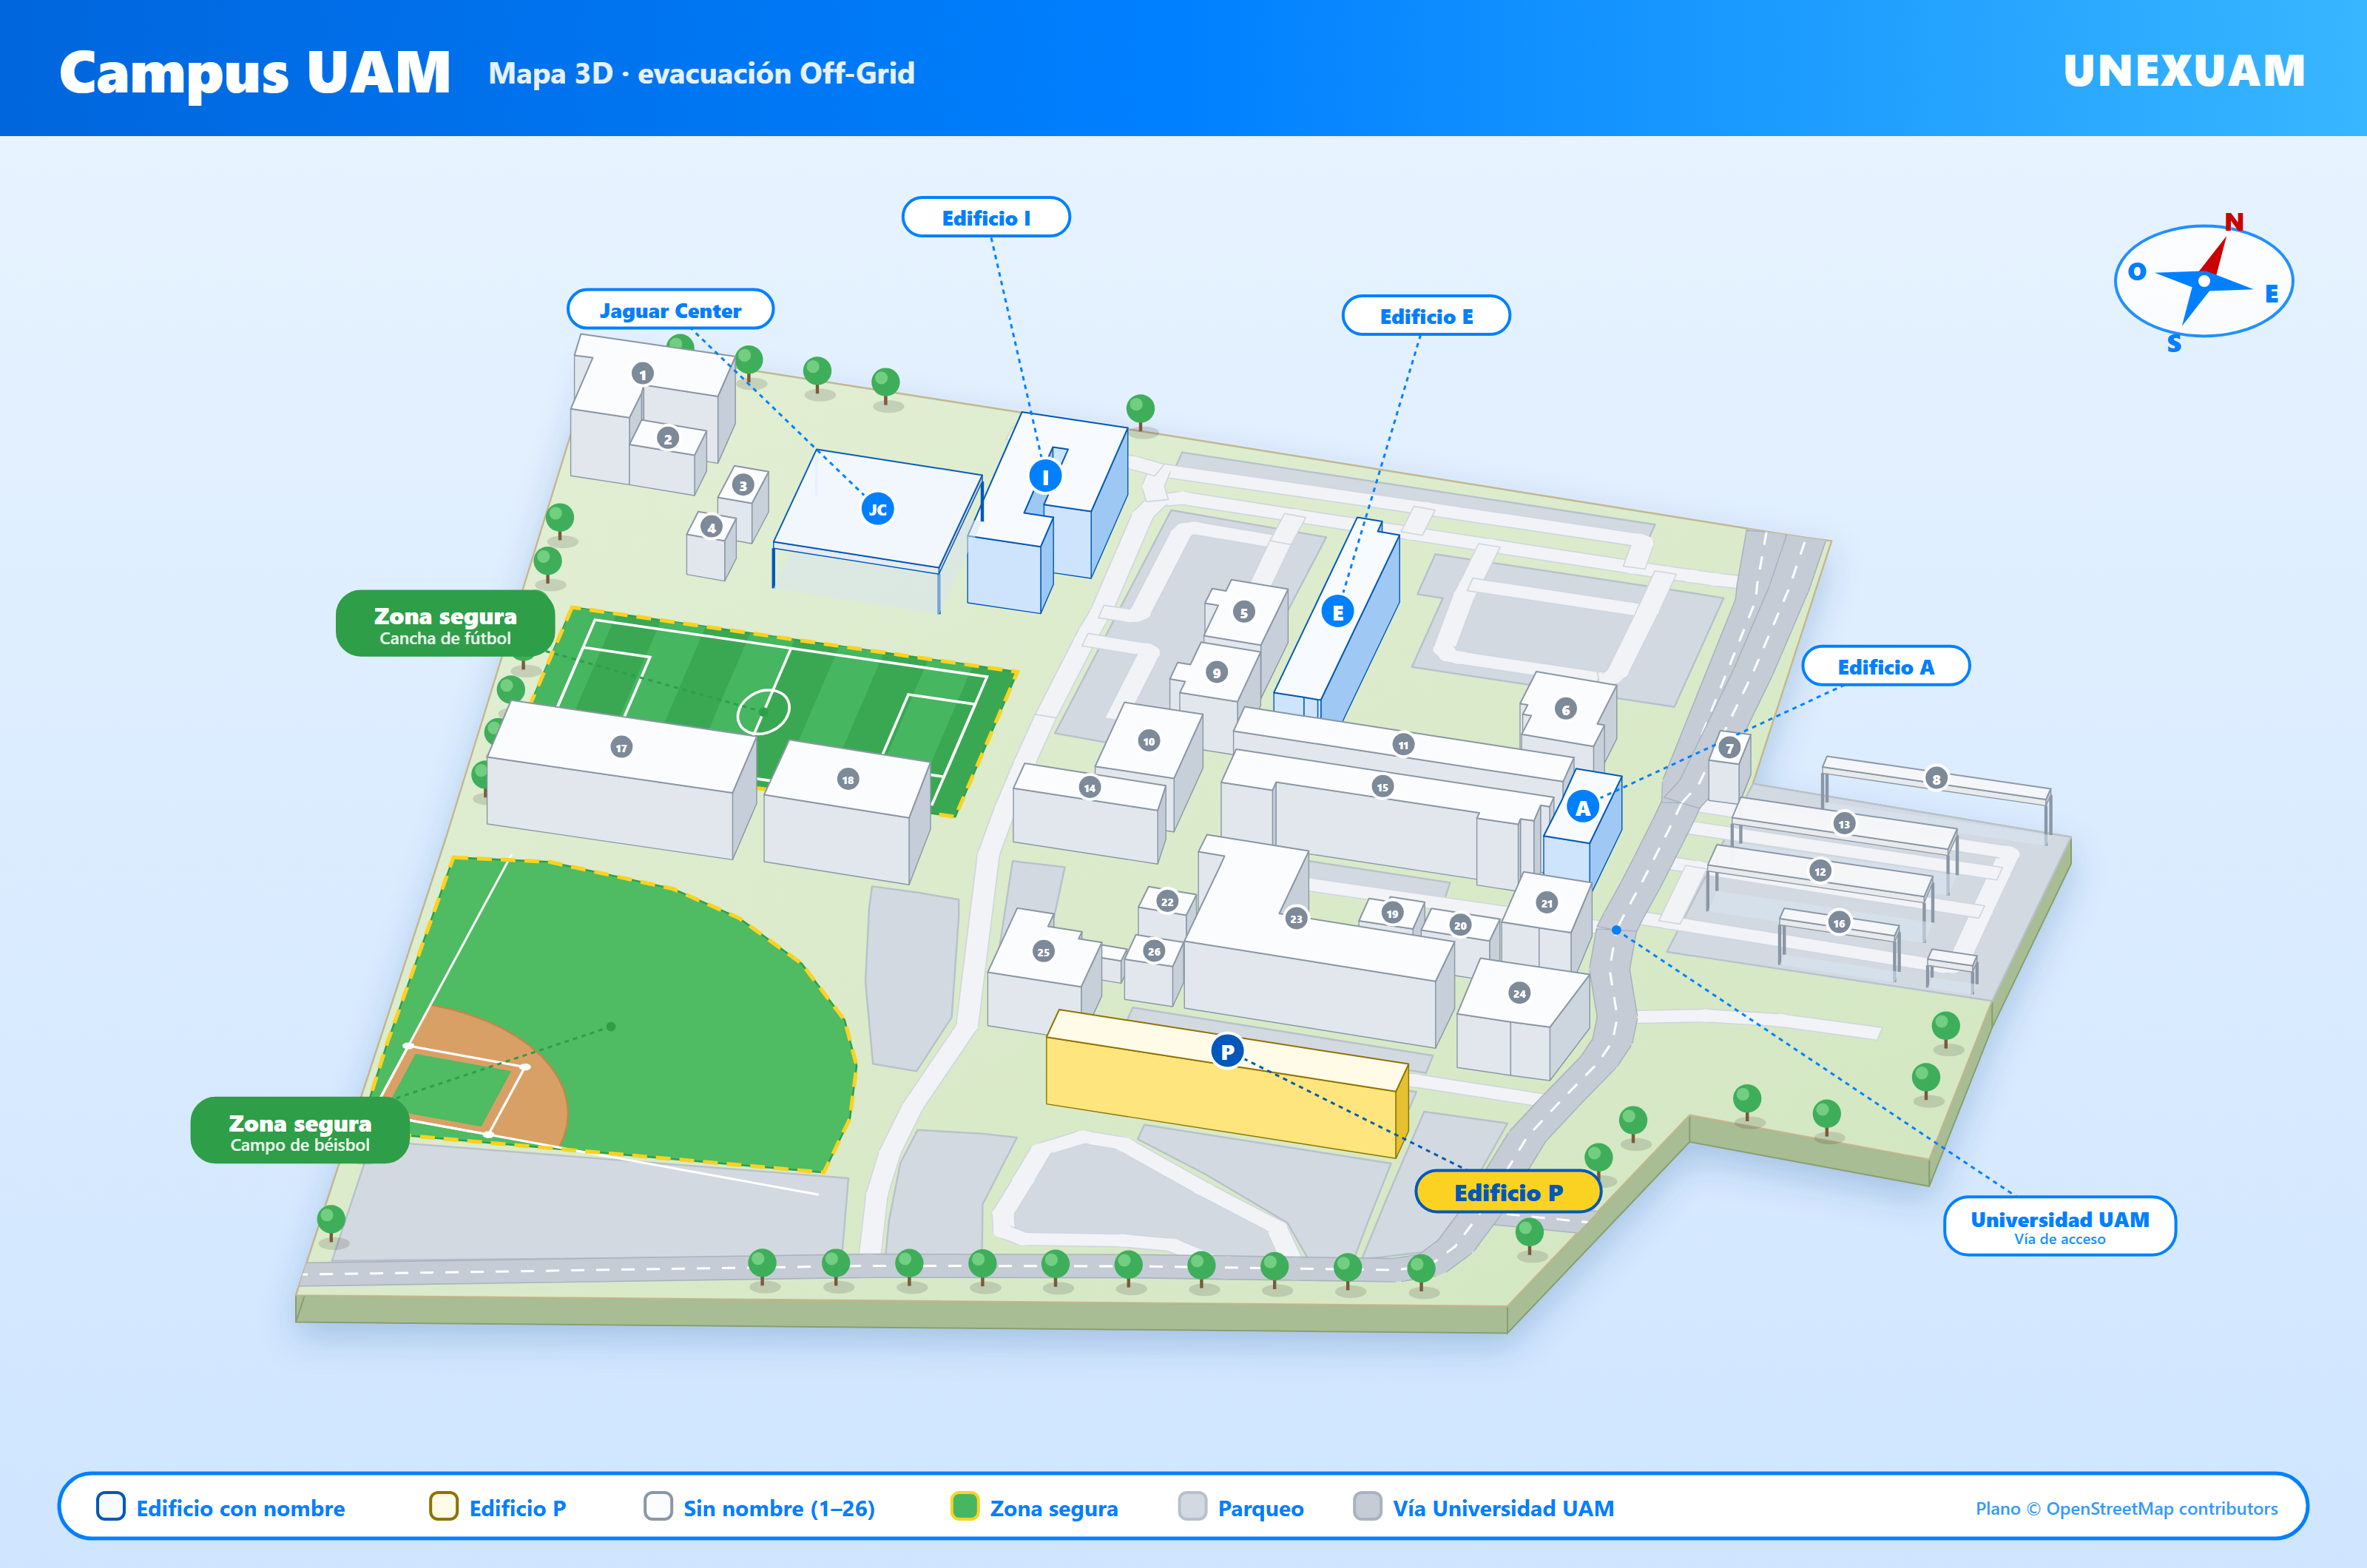 Campus UAM
Mapa 3D · evacuación Off-Grid
UNEXUAM
Edificio I
N
O
E
S
Jaguar Center
Edificio E
1
2
3
4
I
JC
5
E
Zona segura
Cancha de fútbol
9
6
Edificio A
10
11
7
17
18
14
15
A
8
13
12
16
22
23
19
20
21
25
26
24
P
Zona segura
Campo de béisbol
Edificio P
Universidad UAM
Vía de acceso
Edificio con nombre
Edificio P
Sin nombre (1–26)
Zona segura
Parqueo
Vía Universidad UAM
Plano © OpenStreetMap contributors